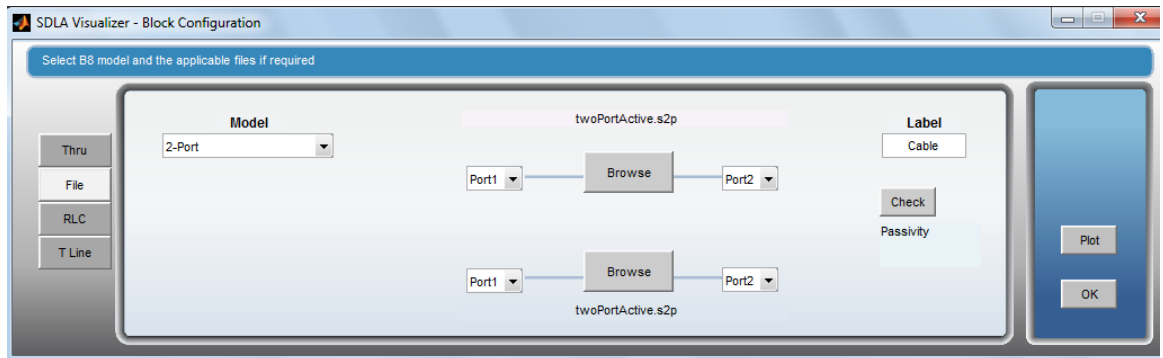 SDLA Visualizer - Block Configuration
Select B8 model and the applicable files if required
Thru
File
RLC
T Line
Model
2-Port
twoPortActive.s2p
Port1
Browse
Port2
Port1
Browse
Port2
twoPortActive.s2p
Label
Cable
Check
Passivity
Plot
OK